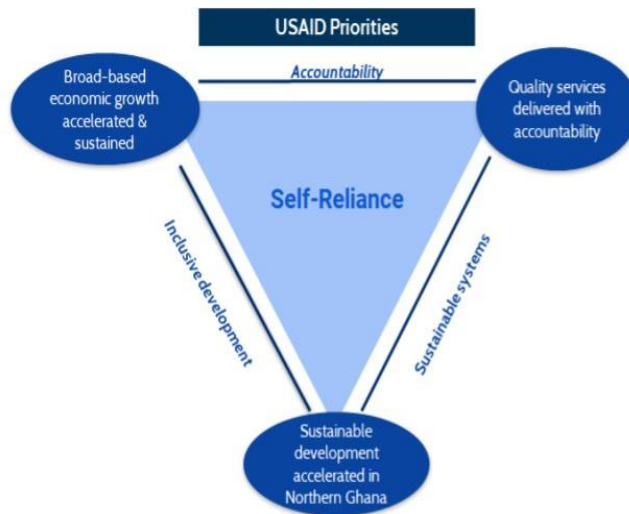 USAID Priorities
Accountability
Broad-based
economic growth
accelerated &
sustained
Quality services
delivered with
accountability
Self-Reliance
Inclusive development
Sustainable systems
Sustainable
development
accelerated in
Northern Ghana